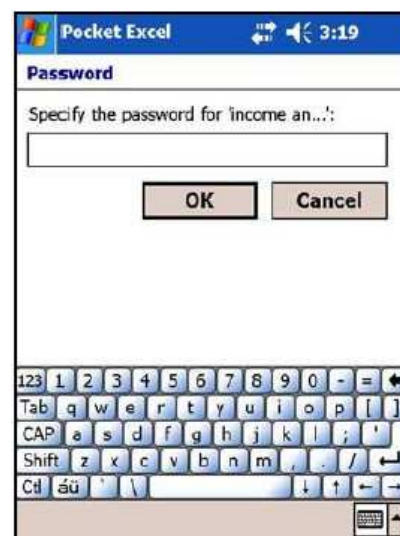 Pocket Excel 3:19
Password
Specify the password for 'income an...':
OK Cancel
123 1 2 3 4 5 6 7 8 9 0 - =
Tab q w e r t y u i o p [ ]
CAP a s d f g h j k l ; '
Shift z x c v b n m , . /
Ctl áü ` \